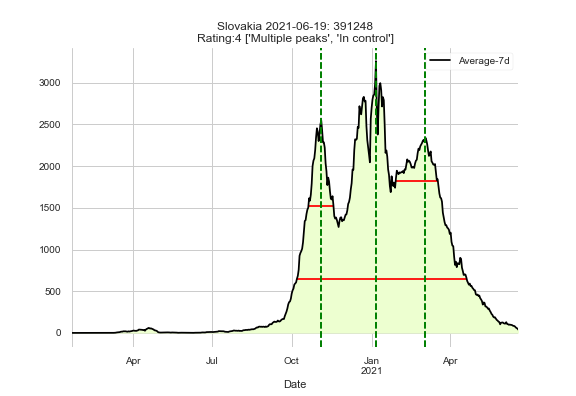 Slovakia 2021-06-19: 391248
Rating:4 ['Multiple peaks', 'In control']
Average-7d
3000
2500
2000
1500
1000
500
0
Apr Jul Oct Jan Apr
2021
Date